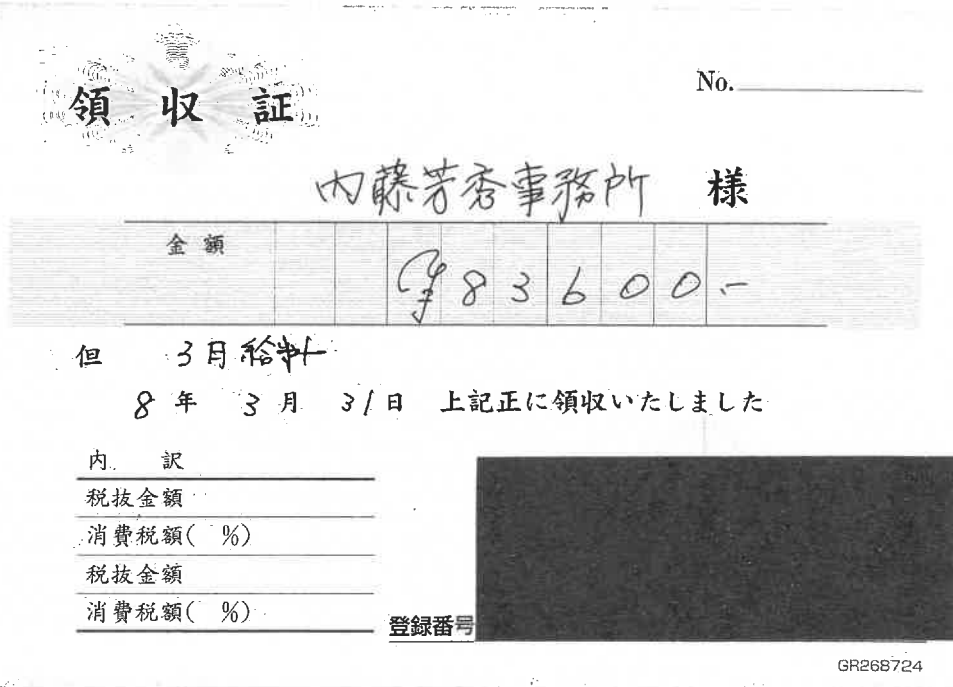 領収証
No.
内藤芳秀事務所 様
金額 ¥83600.-
但 3月給料
8年 3月 31日 上記正に領収いたしました
内訳
税抜金額
消費税額( %)
税抜金額
消費税額( %)
登録番号
GR268724